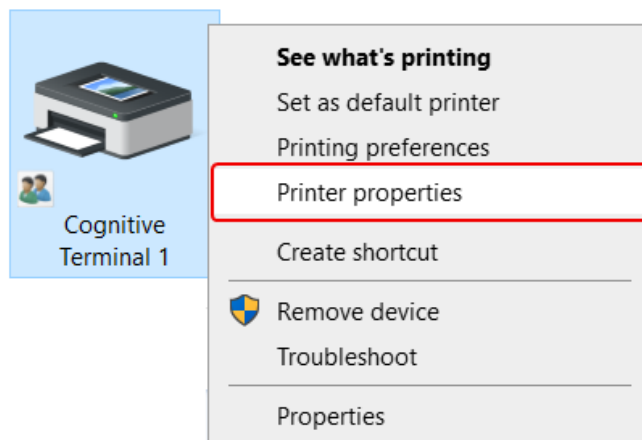 See what's printing
Set as default printer
Printing preferences
Printer properties
Cognitive
Terminal 1
Create shortcut
Remove device
Troubleshoot
Properties